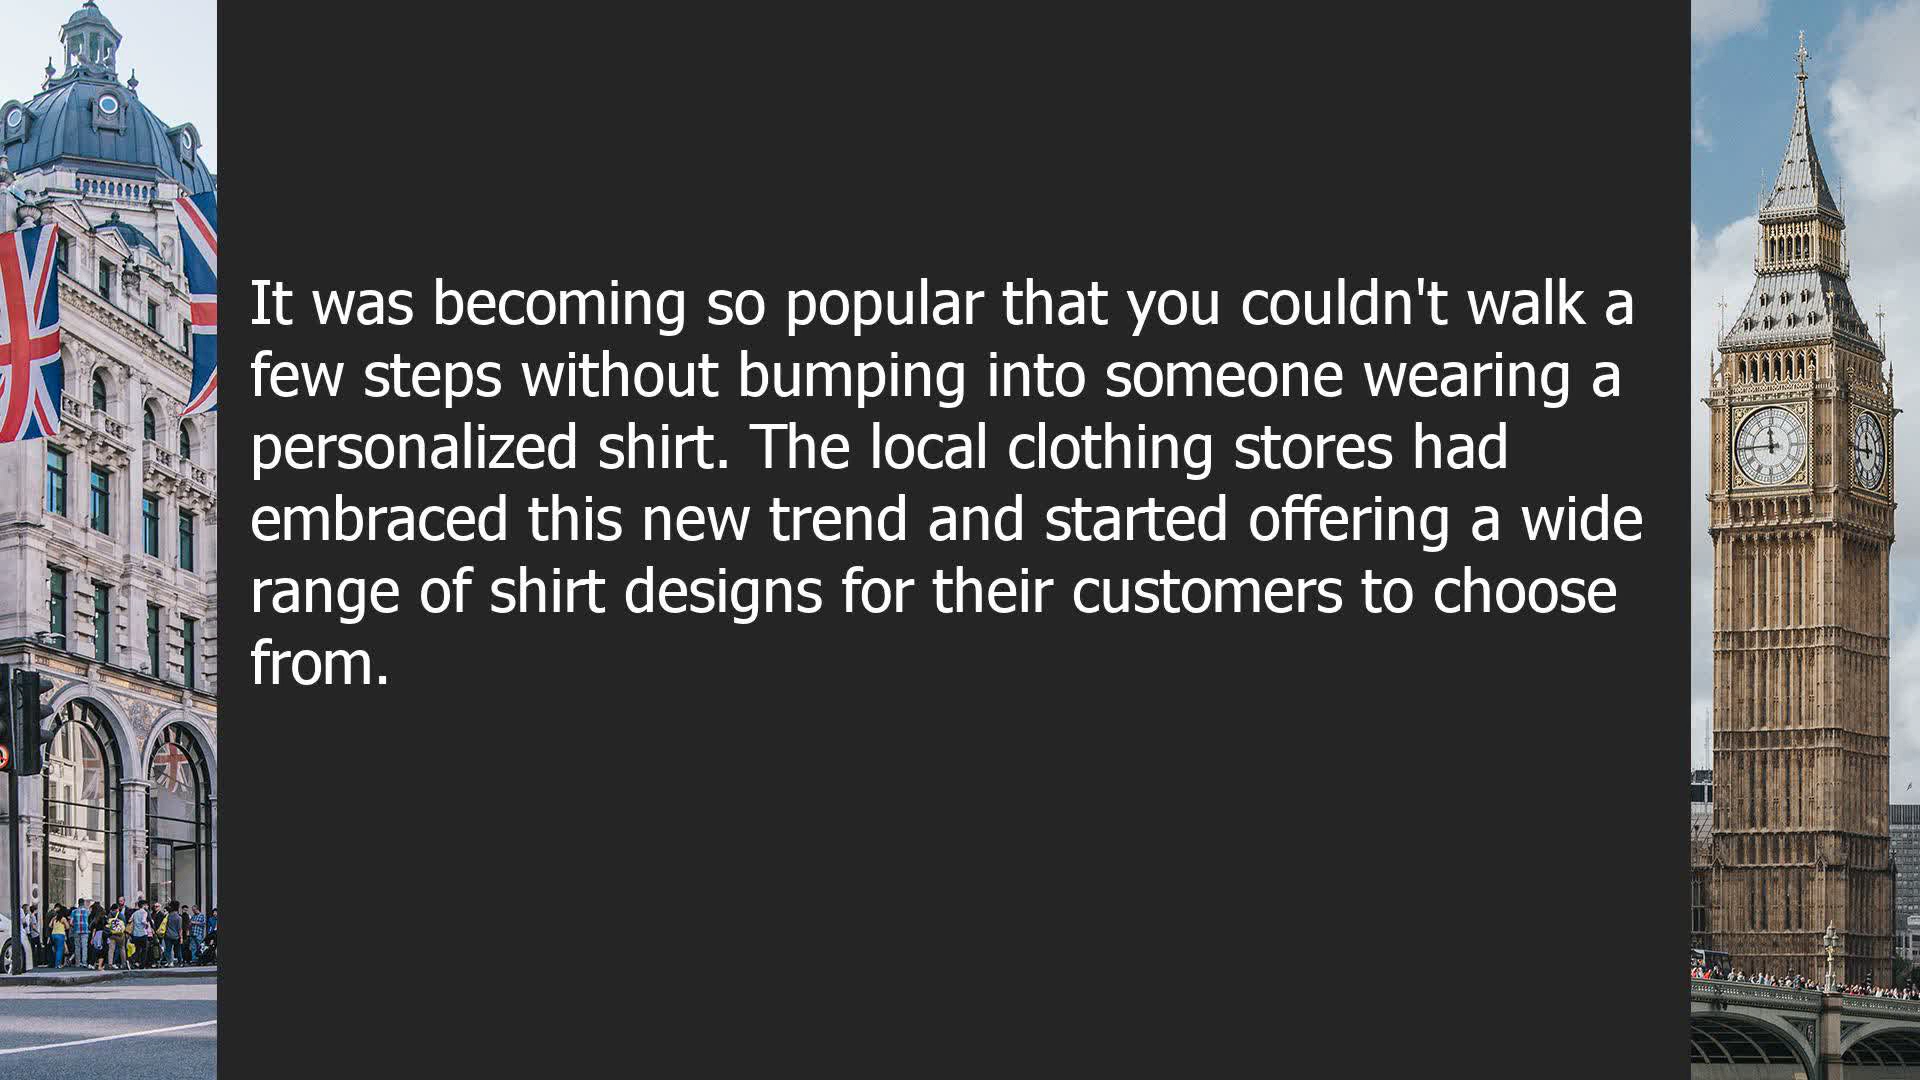 It was becoming so popular that you couldn't walk a
few steps without bumping into someone wearing a
personalized shirt. The local clothing stores had
embraced this new trend and started offering a wide
range of shirt designs for their customers to choose
from.